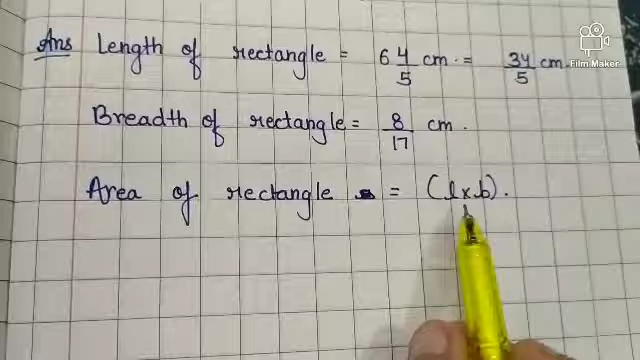 Ans Length of rectangle = 6 4/5 cm. = 34/5 cm.
Breadth of rectangle = 8/17 cm.
Area of rectangle = (l×b).
Film Maker